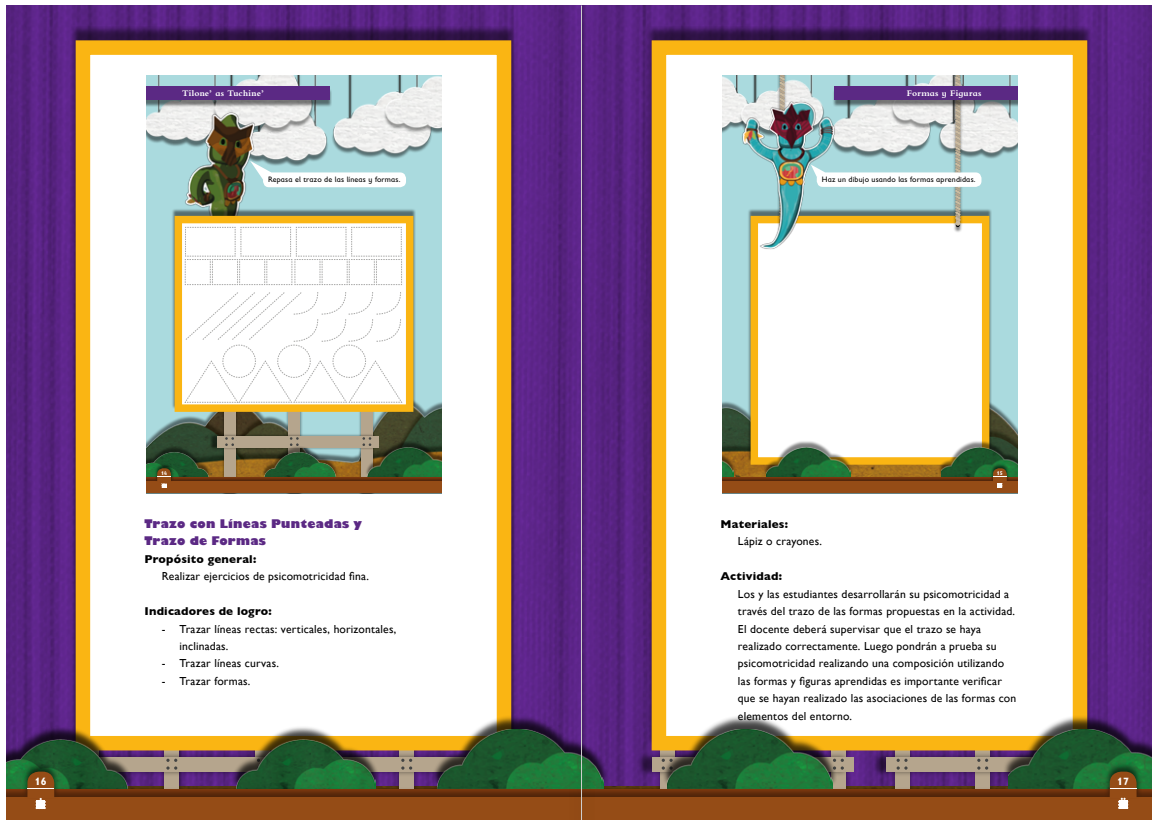 Tilone' as Tuchine'
Repasa el trazo de las líneas y formas.
14
Trazo con Líneas Punteadas y
Trazo de Formas
Propósito general:
Realizar ejercicios de psicomotricidad fina.
Indicadores de logro:
- Trazar líneas rectas: verticales, horizontales,
inclinadas.
- Trazar líneas curvas.
- Trazar formas.
16
Formas y Figuras
Haz un dibujo usando las formas aprendidas.
15
Materiales:
Lápiz o crayones.
Actividad:
Los y las estudiantes desarrollarán su psicomotricidad a
través del trazo de las formas propuestas en la actividad.
El docente deberá supervisar que el trazo se haya
realizado correctamente. Luego pondrán a prueba su
psicomotricidad realizando una composición utilizando
las formas y figuras aprendidas es importante verificar
que se hayan realizado las asociaciones de las formas con
elementos del entorno.
17